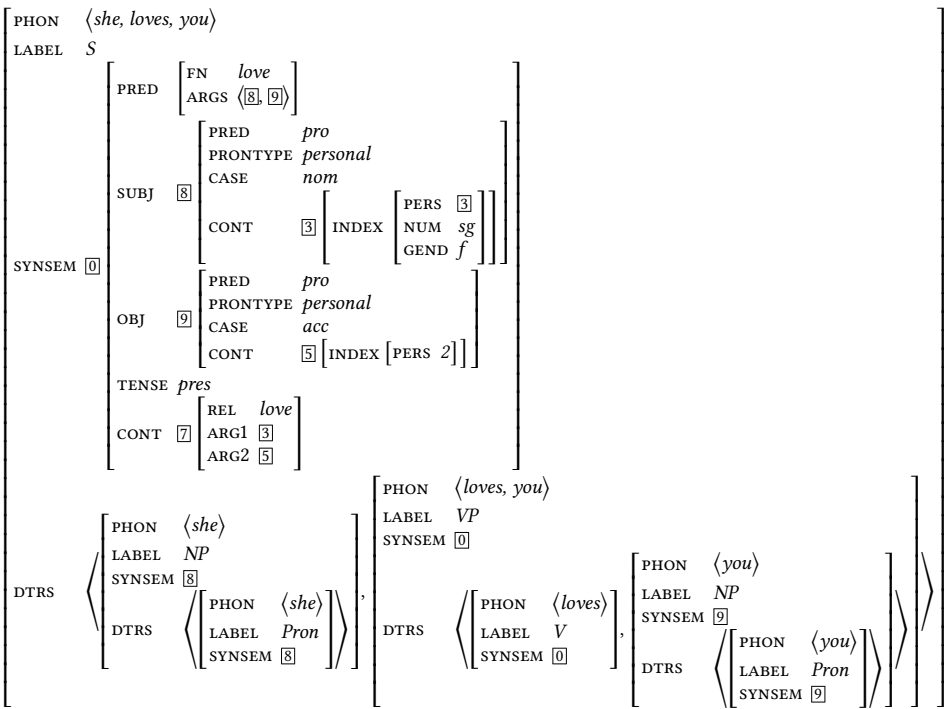 PHON ⟨she, loves, you⟩
LABEL S
PRED [FN love
ARGS ⟨8, 9⟩]
SUBJ 8 [PRED pro
PRONTYPE personal
CASE nom
CONT 3 [INDEX [PERS 3
NUM sg
GEND f]]]
SYNSEM 0
OBJ 9 [PRED pro
PRONTYPE personal
CASE acc
CONT 5 [INDEX [PERS 2]]]
TENSE pres
CONT 7 [REL love
ARG1 3
ARG2 5]
DTRS ⟨[PHON ⟨she⟩
LABEL NP
SYNSEM 8
DTRS ⟨[PHON ⟨she⟩
LABEL Pron
SYNSEM 8]⟩],
[PHON ⟨loves, you⟩
LABEL VP
SYNSEM 0
DTRS ⟨[PHON ⟨loves⟩
LABEL V
SYNSEM 0],
[PHON ⟨you⟩
LABEL NP
SYNSEM 9
DTRS ⟨[PHON ⟨you⟩
LABEL Pron
SYNSEM 9]⟩]⟩]⟩